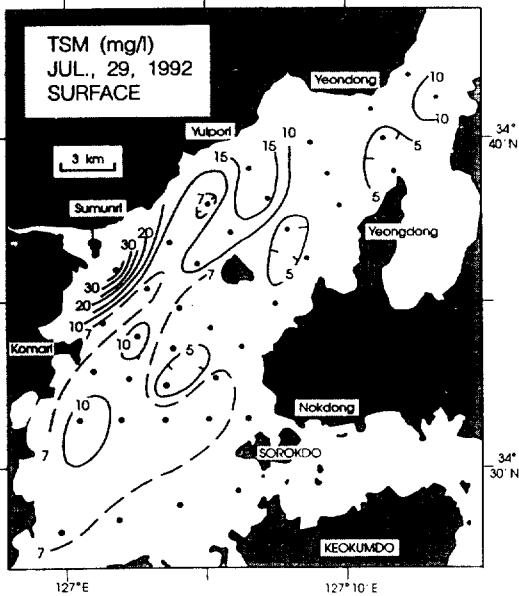 TSM (mg/l)
JUL., 29, 1992
SURFACE
Yeondong
10
10
34°
40' N
Yulpori
10
15
15
5
5
3 km
7
Sumunri
20
30
Yeongdong
5
7
30
20
10
7
Komari
10
5
10
Nokdong
7
SOROKDO
34°
30' N
KEOKUMDO
7
127°E
127° 10' E